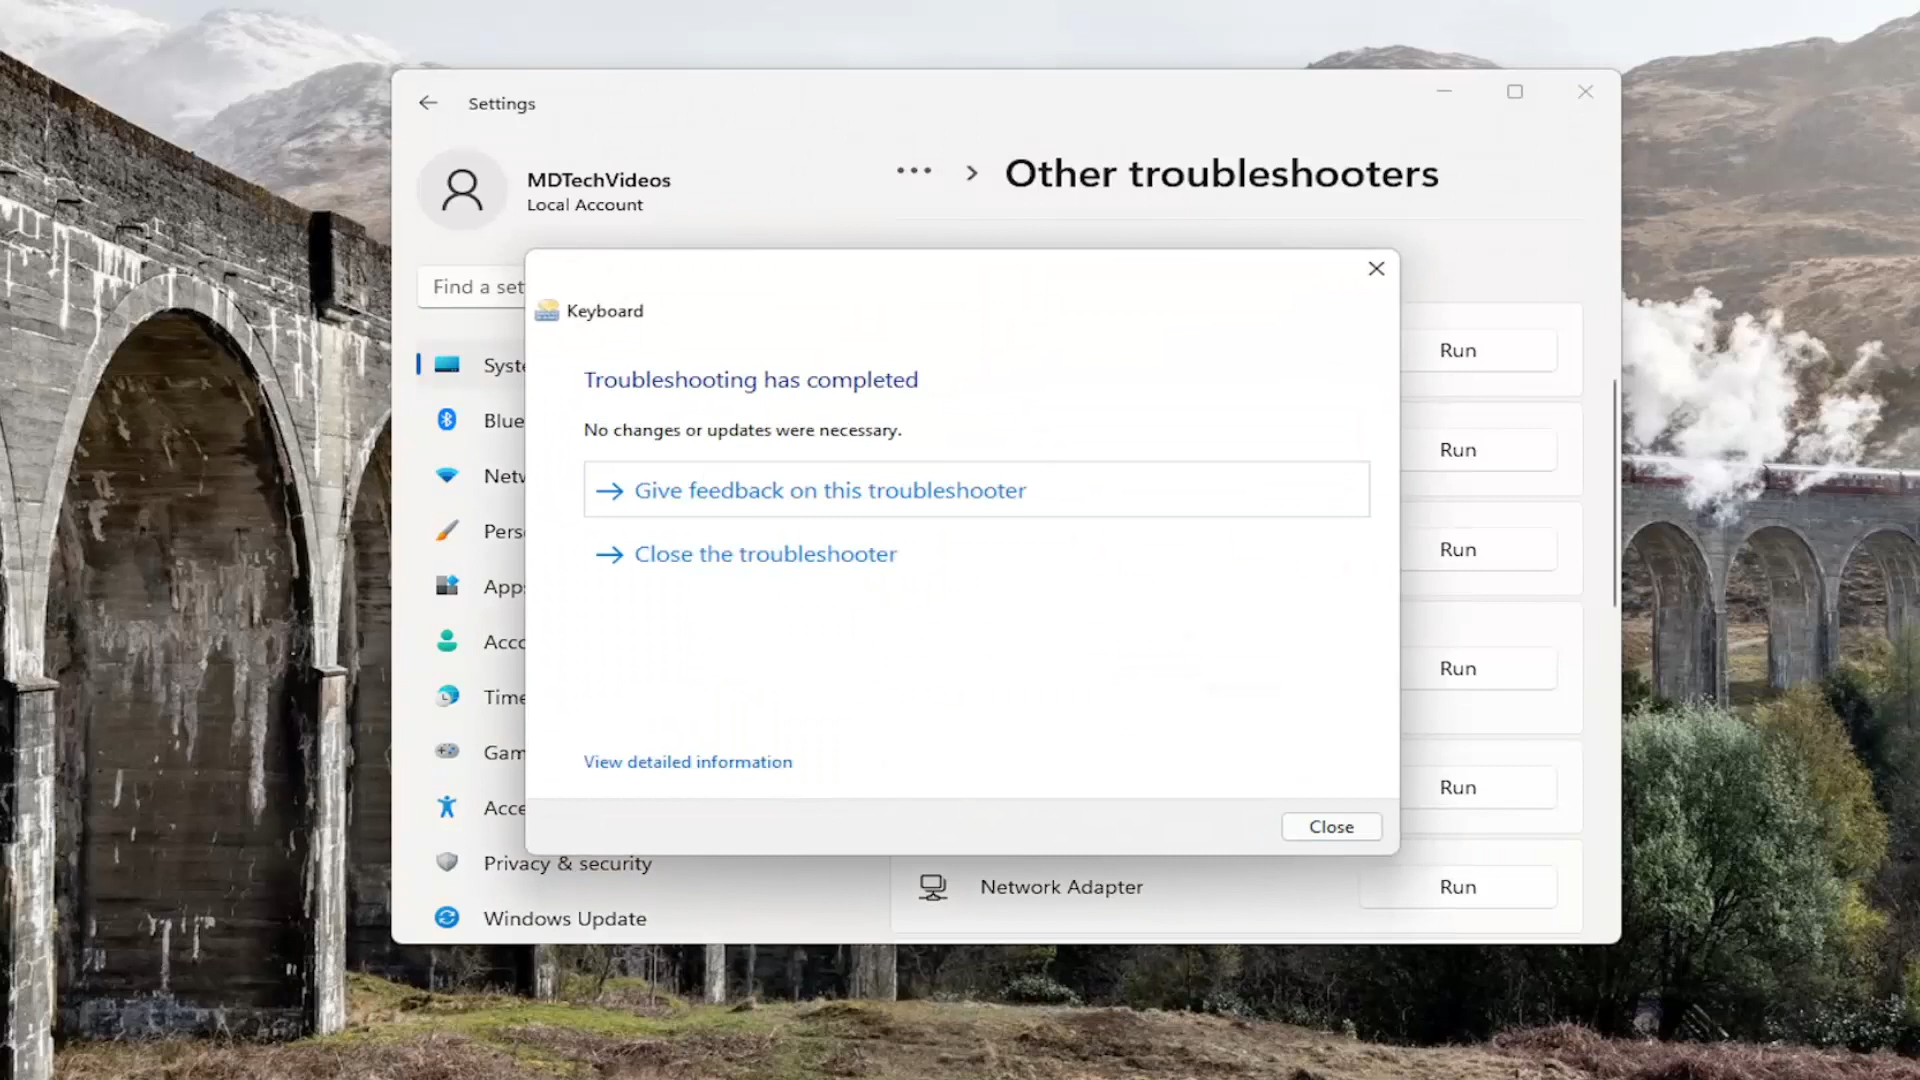 Settings
MDTechVideos
Local Account
••• > Other troubleshooters
Find a set
Keyboard
Troubleshooting has completed
No changes or updates were necessary.
Give feedback on this troubleshooter
Close the troubleshooter
View detailed information
Close
Syste
Blue
Netw
Pers
Apps
Acco
Time
Gam
Acce
Privacy & security
Windows Update
Run
Run
Run
Run
Run
Network Adapter
Run